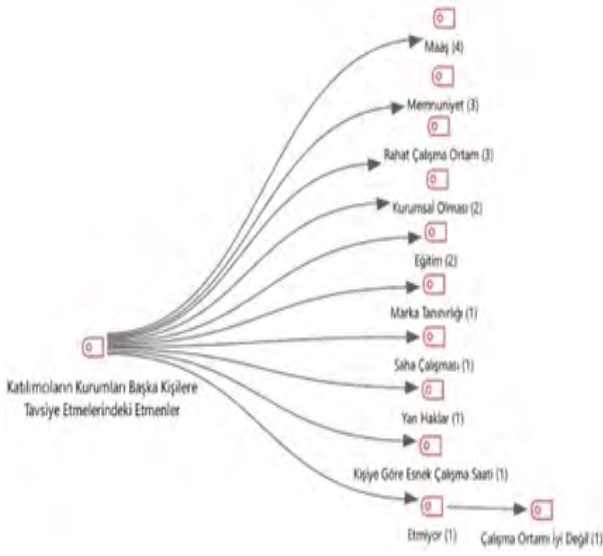 Maaş (4)
Memnuniyet (3)
Rahat Çalışma Ortam (3)
Kurumsal Olması (2)
Eğitim (2)
Marka Tanınırlığı (1)
Saha Çalışması (1)
Yan Haklar (1)
Kişiye Göre Esnek Çalışma Saati (1)
Etmiyor (1)
Çalışma Ortamı İyi Değil (1)
Katılımcıların Kurumları Başka Kişilere
Tavsiye Etmelerindeki Etmenler